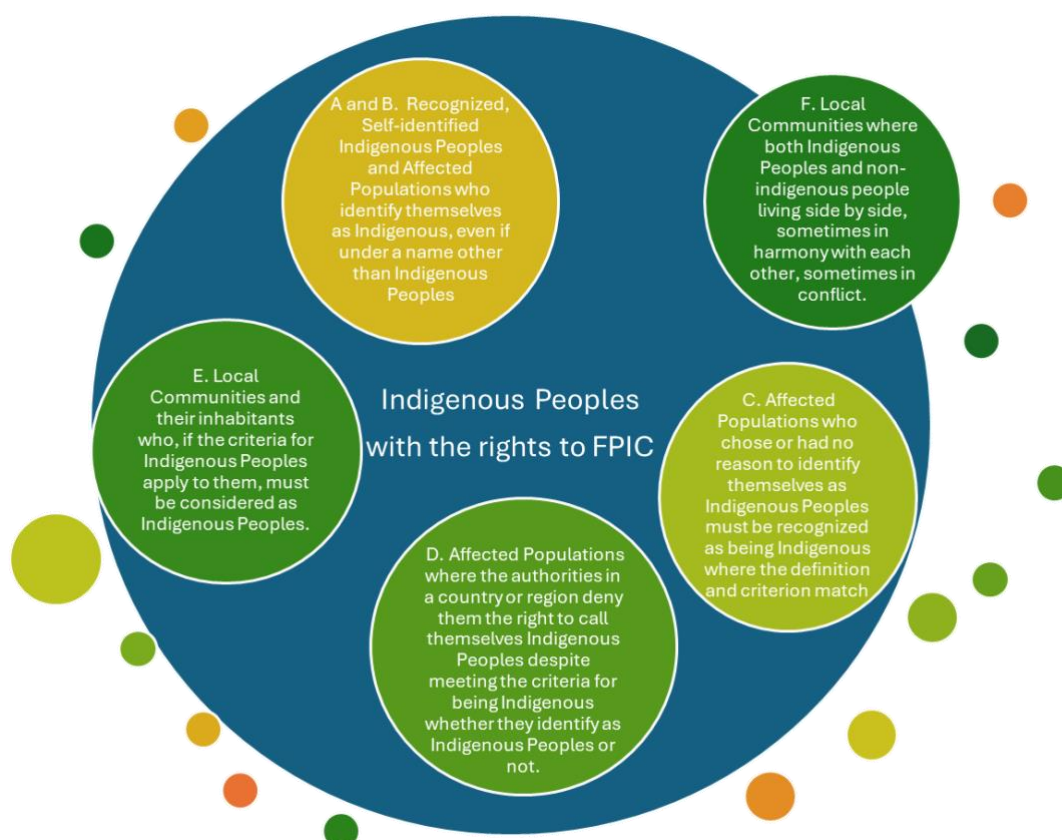 A and B.  Recognized,
Self-identified
Indigenous Peoples
and Affected
Populations who
identify themselves
as Indigenous, even if
under a name other
than Indigenous
Peoples
F. Local
Communities where
both Indigenous
Peoples and non-
indigenous people
living side by side,
sometimes in
harmony with each
other, sometimes in
conflict.
E. Local
Communities and
their inhabitants
who, if the criteria for
Indigenous Peoples
apply to them, must
be considered as
Indigenous Peoples.
Indigenous Peoples
with the rights to FPIC
C. Affected
Populations who
chose or had no
reason to identify
themselves as
Indigenous Peoples
must be recognized
as being Indigenous
where the definition
and criterion match
D. Affected Populations
where the authorities in
a country or region deny
them the right to call
themselves Indigenous
Peoples despite
meeting the criteria for
being Indigenous
whether they identify as
Indigenous Peoples or
not.